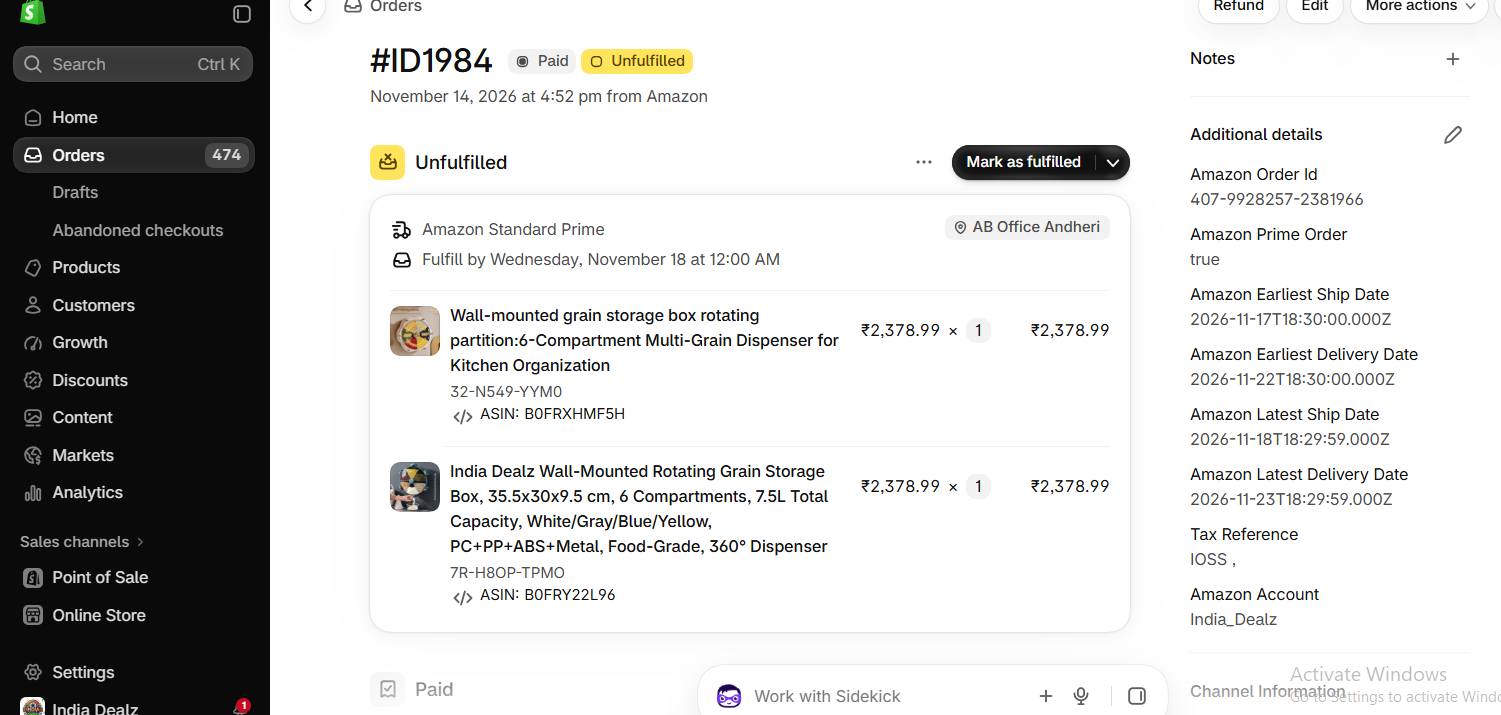 Search Ctrl K
Home
Orders 474
Drafts
Abandoned checkouts
Products
Customers
Growth
Discounts
Content
Markets
Analytics
Sales channels
Point of Sale
Online Store
Settings
India Dealz
1
Orders
Refund Edit More actions
#ID1984 Paid Unfulfilled
November 14, 2026 at 4:52 pm from Amazon
Unfulfilled Mark as fulfilled
Amazon Standard Prime AB Office Andheri
Fulfill by Wednesday, November 18 at 12:00 AM
Wall-mounted grain storage box rotating
partition:6-Compartment Multi-Grain Dispenser for
Kitchen Organization
₹2,378.99 × 1 ₹2,378.99
32-N549-YYM0
ASIN: B0FRXHMF5H
India Dealz Wall-Mounted Rotating Grain Storage
Box, 35.5x30x9.5 cm, 6 Compartments, 7.5L Total
Capacity, White/Gray/Blue/Yellow,
PC+PP+ABS+Metal, Food-Grade, 360° Dispenser
₹2,378.99 × 1 ₹2,378.99
7R-H8OP-TPMO
ASIN: B0FRY22L96
Paid
Work with Sidekick
Notes
Additional details
Amazon Order Id
407-9928257-2381966
Amazon Prime Order
true
Amazon Earliest Ship Date
2026-11-17T18:30:00.000Z
Amazon Earliest Delivery Date
2026-11-22T18:30:00.000Z
Amazon Latest Ship Date
2026-11-18T18:29:59.000Z
Amazon Latest Delivery Date
2026-11-23T18:29:59.000Z
Tax Reference
IOSS ,
Amazon Account
India_Dealz
Channel Information
Activate Windows
Go to Settings to activate Windo